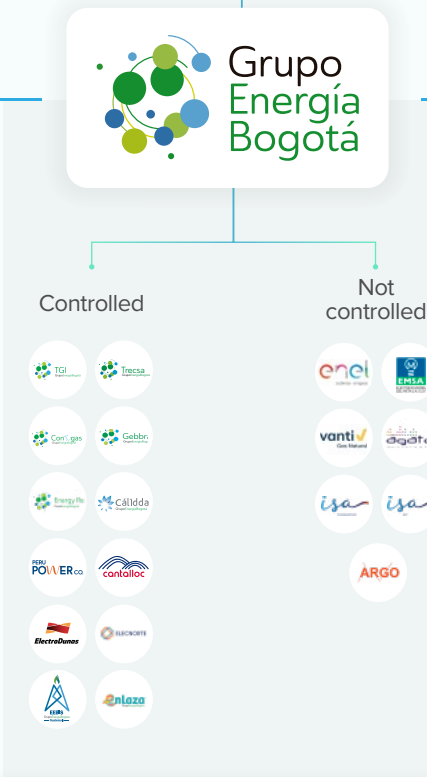 Grupo
Energía
Bogotá
Controlled
Not
controlled
TGI
Trecsa
enel
EMSA
Contugas
Gebbras
vanti
Gas Natural
Cálidda
isa
isa
PERU
POWER CO.
cantalloc
ARGO
ElectroDunas
ELECNORTE
EEBIS
enlaza